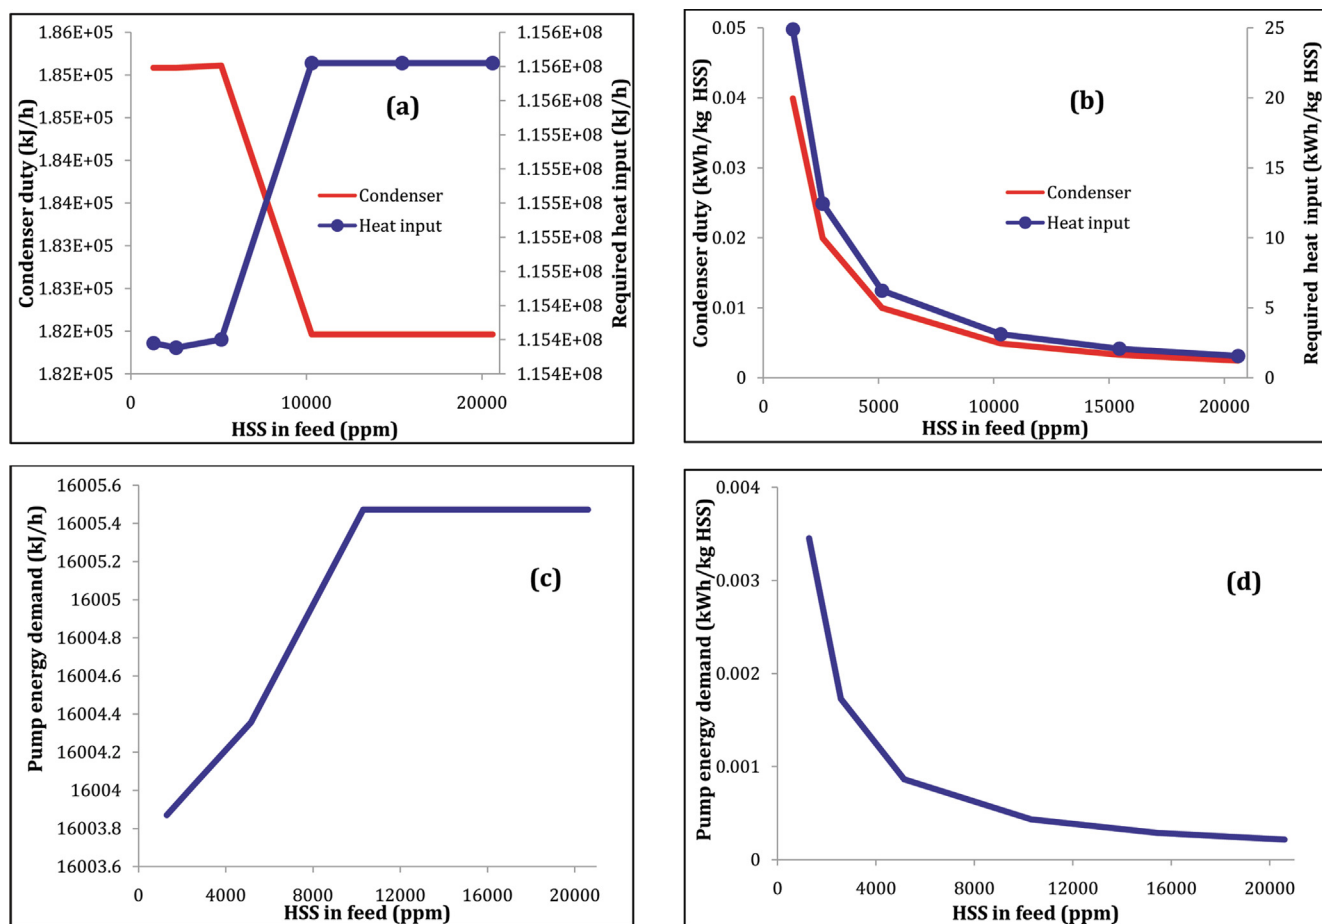 1.86E+05
1.85E+05
1.85E+05
1.84E+05
1.84E+05
1.83E+05
1.83E+05
1.82E+05
1.82E+05
Condenser duty (kJ/h)
1.156E+08
1.156E+08
1.156E+08
1.155E+08
1.155E+08
1.155E+08
1.155E+08
1.155E+08
1.154E+08
1.154E+08
1.154E+08
Required heat input (kJ/h)
(a)
Condenser
Heat input
0
10000
20000
HSS in feed (ppm)
0.05
0.04
0.03
0.02
0.01
0
Condenser duty (kWh/kg HSS)
25
20
15
10
5
0
Required heat input (kWh/kg HSS)
(b)
Condenser
Heat input
0
5000
10000
15000
20000
HSS in feed (ppm)
16005.6
16005.4
16005.2
16005
16004.8
16004.6
16004.4
16004.2
16004
16003.8
16003.6
Pump energy demand (kJ/h)
(c)
0
4000
8000
12000
16000
20000
HSS in feed (ppm)
0.004
0.003
0.002
0.001
0
Pump energy demand (kWh/kg HSS)
(d)
0
4000
8000
12000
16000
20000
HSS in feed (ppm)